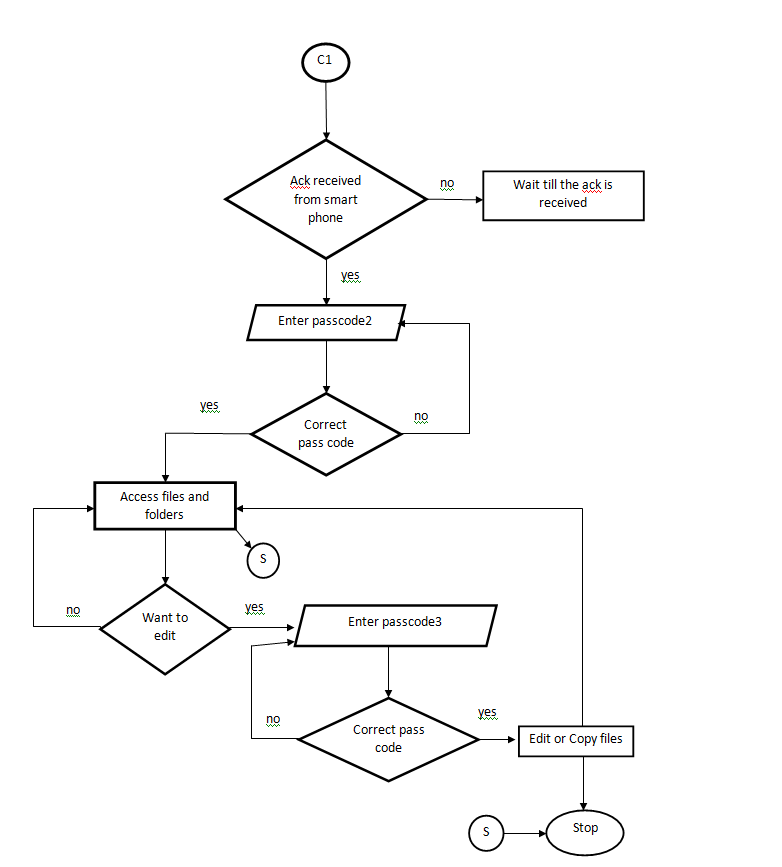 C1
Ack received
from smart
phone
no
Wait till the ack is
received
yes
Enter passcode2
yes
no
Correct
pass code
Access files and
folders
S
no
Want to
edit
yes
Enter passcode3
no
Correct pass
code
yes
Edit or Copy files
S
Stop